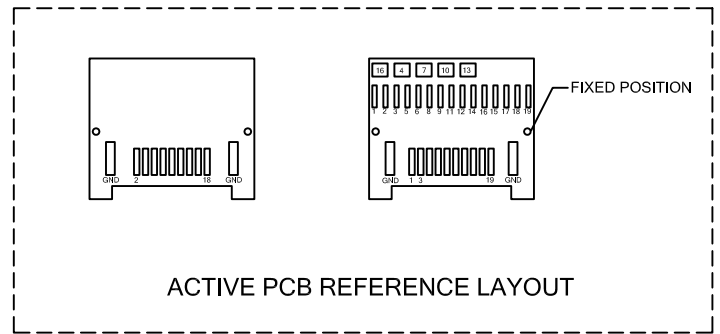 16 4 7 10 13
1 2 3 5 6 8 9 11 12 14 16 15 17 18 19
FIXED POSITION
GND 2 18 GND
GND 1 3 19 GND
ACTIVE PCB REFERENCE LAYOUT